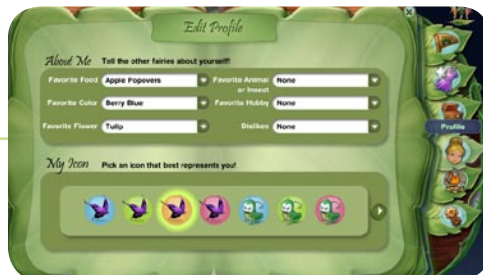 Edit Profile
About Me Tell the other fairies about yourself!
Favorite Food Apple Popovers Favorite Animal or Insect None
Favorite Color Berry Blue Favorite Hobby None
Favorite Flower Tulip Dislikes None
Profile
My Icon Pick an icon that best represents you!